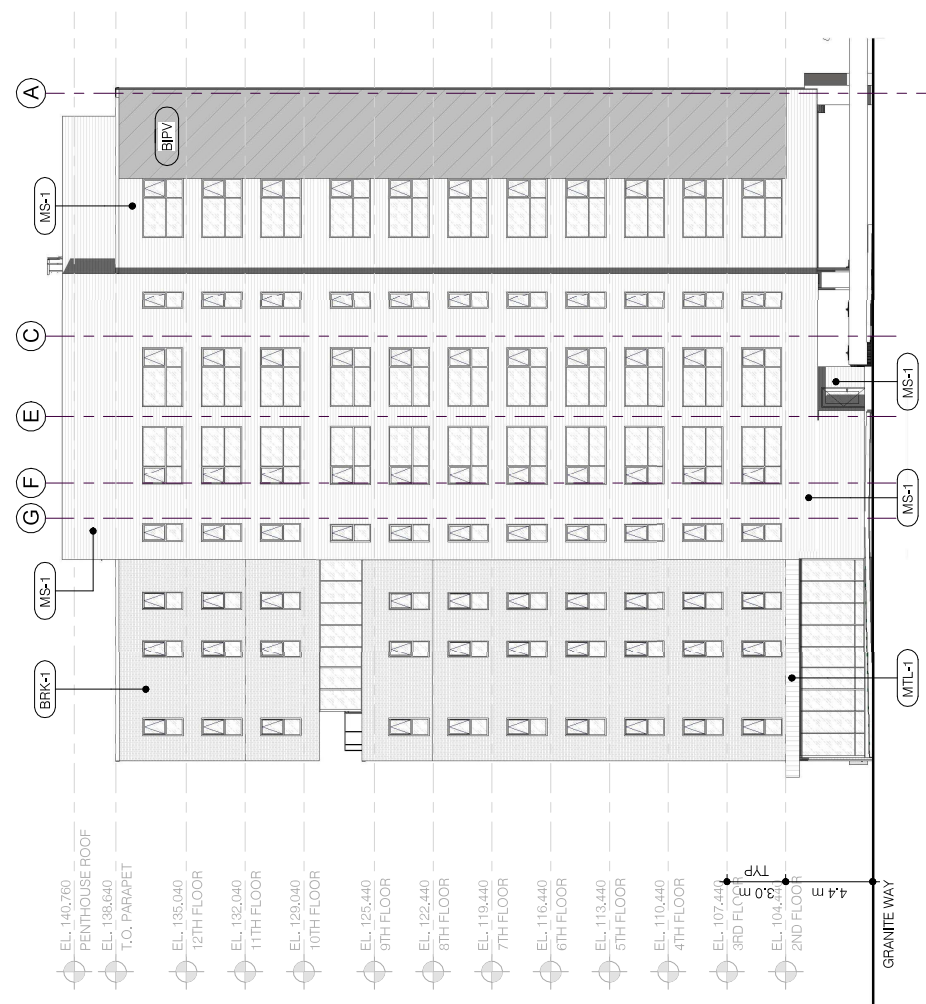 A
C
E
F
G
BIPV
MS-1
MS-1
BRK-1
MS-1
MS-1
MTL-1
EL. 140.760
PENTHOUSE ROOF
EL. 138.640
T.O. PARAPET
EL. 135.040
12TH FLOOR
EL. 132.040
11TH FLOOR
EL. 129.040
10TH FLOOR
EL. 125.440
9TH FLOOR
EL. 122.440
8TH FLOOR
EL. 119.440
7TH FLOOR
EL. 116.440
6TH FLOOR
EL. 113.440
5TH FLOOR
EL. 110.440
4TH FLOOR
EL. 107.440
3RD FLOOR
EL. 104.440
2ND FLOOR
3.0 m
TYP
4.4 m
GRANITE WAY